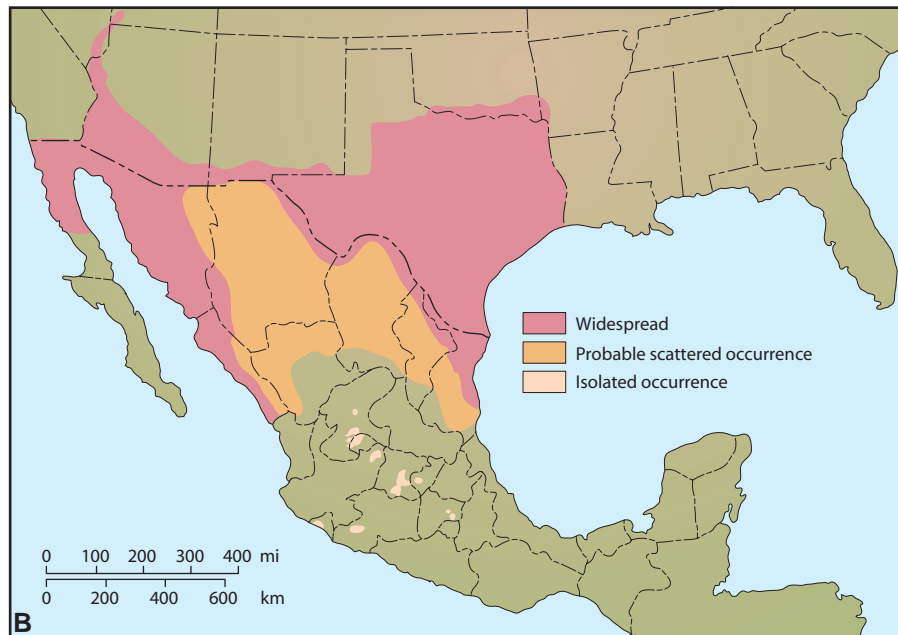 Widespread
Probable scattered occurrence
Isolated occurrence
0 100 200 300 400 mi
0 200 400 600 km
B